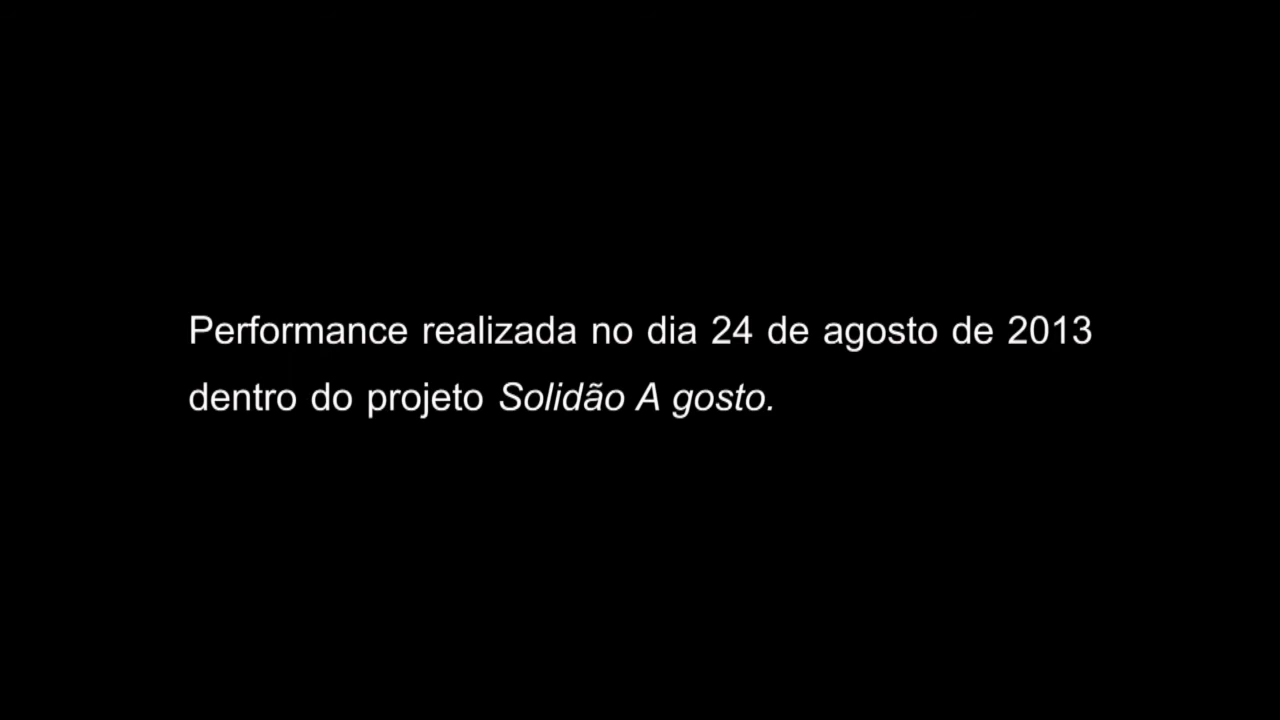 Performance realizada no dia 24 de agosto de 2013
dentro do projeto Solidão A gosto.